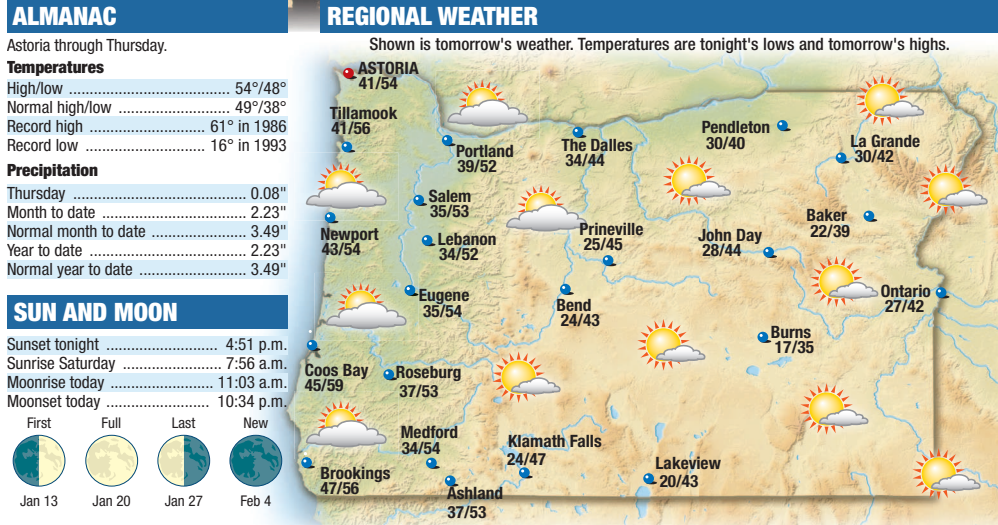 ALMANAC
Astoria through Thursday.
Temperatures
High/low ................................ 54°/48°
Normal high/low ....................... 49°/38°
Record high ........................ 61° in 1986
Record low ........................ 16° in 1993
Precipitation
Thursday .................................... 0.08"
Month to date ............................. 2.23"
Normal month to date ................... 3.49"
Year to date ................................ 2.23"
Normal year to date ...................... 3.49"
SUN AND MOON
Sunset tonight ........................ 4:51 p.m.
Sunrise Saturday ..................... 7:56 a.m.
Moonrise today ..................... 11:03 a.m.
Moonset today ..................... 10:34 p.m.
First Full Last New
Jan 13 Jan 20 Jan 27 Feb 4
REGIONAL WEATHER
Shown is tomorrow's weather. Temperatures are tonight's lows and tomorrow's highs.
ASTORIA
41/54
Tillamook
41/56
Portland
39/52
The Dalles
34/44
Pendleton
30/40
La Grande
30/42
Salem
35/53
Newport
43/54
Lebanon
34/52
Prineville
25/45
John Day
28/44
Baker
22/39
Eugene
35/54
Bend
24/43
Ontario
27/42
Burns
17/35
Coos Bay
45/59
Roseburg
37/53
Medford
34/54
Klamath Falls
24/47
Brookings
47/56
Ashland
37/53
Lakeview
20/43